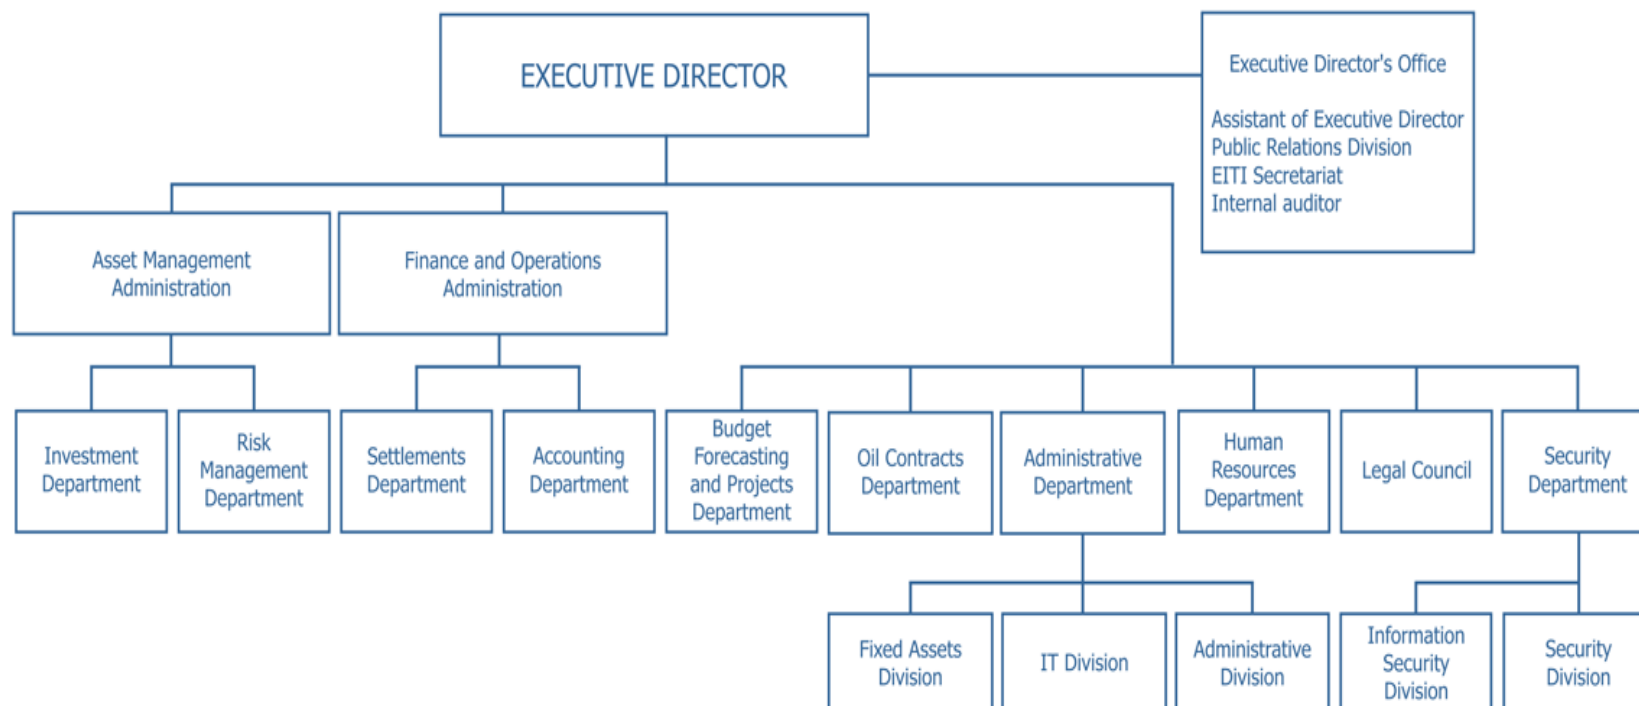 EXECUTIVE DIRECTOR
Executive Director's Office
Assistant of Executive Director
Public Relations Division
EITI Secretariat
Internal auditor
Asset Management
Administration
Finance and Operations
Administration
Investment
Department
Risk
Management
Department
Settlements
Department
Accounting
Department
Budget
Forecasting
and Projects
Department
Oil Contracts
Department
Administrative
Department
Human
Resources
Department
Legal Council
Security
Department
Fixed Assets
Division
IT Division
Administrative
Division
Information
Security
Division
Security
Division